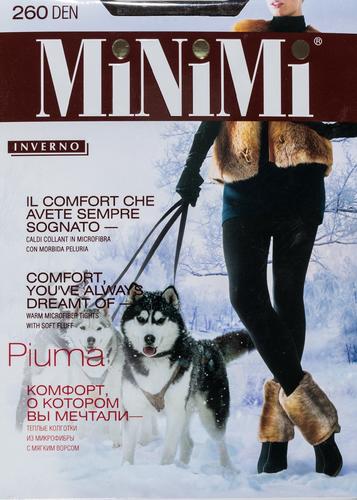 260 DEN
MiNiMi®
INVERNO
IL COMFORT CHE
AVETE SEMPRE
SOGNATO —
CALDI COLLANT IN MICROFIBRA
CON MORBIDA PELURIA
COMFORT,
YOU'VE ALWAYS
DREAMT OF —
WARM MICROFIBER TIGHTS
WITH SOFT FLUFF
Piuma
КОМФОРТ,
О КОТОРОМ
ВЫ МЕЧТАЛИ—
ТЕПЛЫЕ КОЛГОТКИ
ИЗ МИКРОФИБРЫ
С МЯГКИМ ВОРСОМ